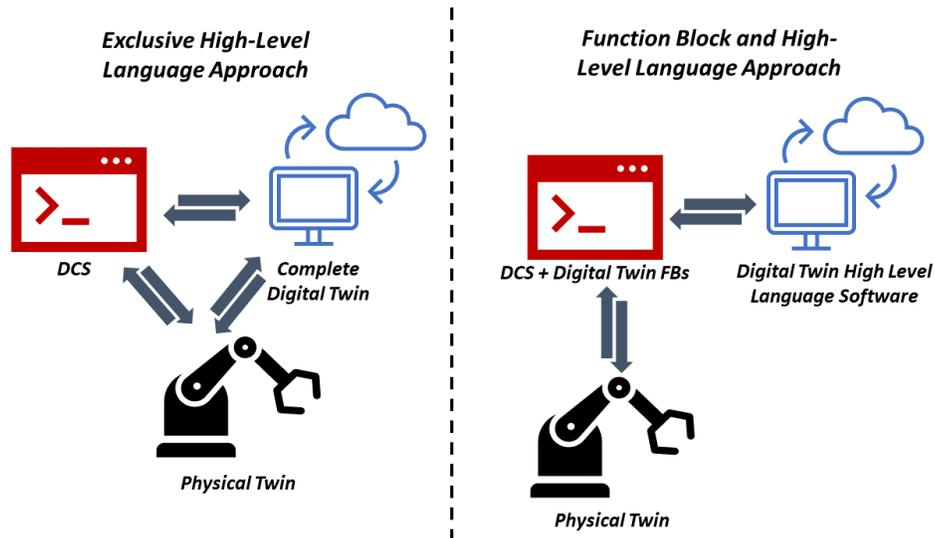 Exclusive High-Level
Language Approach
DCS
Complete
Digital Twin
Physical Twin
Function Block and High-
Level Language Approach
DCS + Digital Twin FBs
Digital Twin High Level
Language Software
Physical Twin